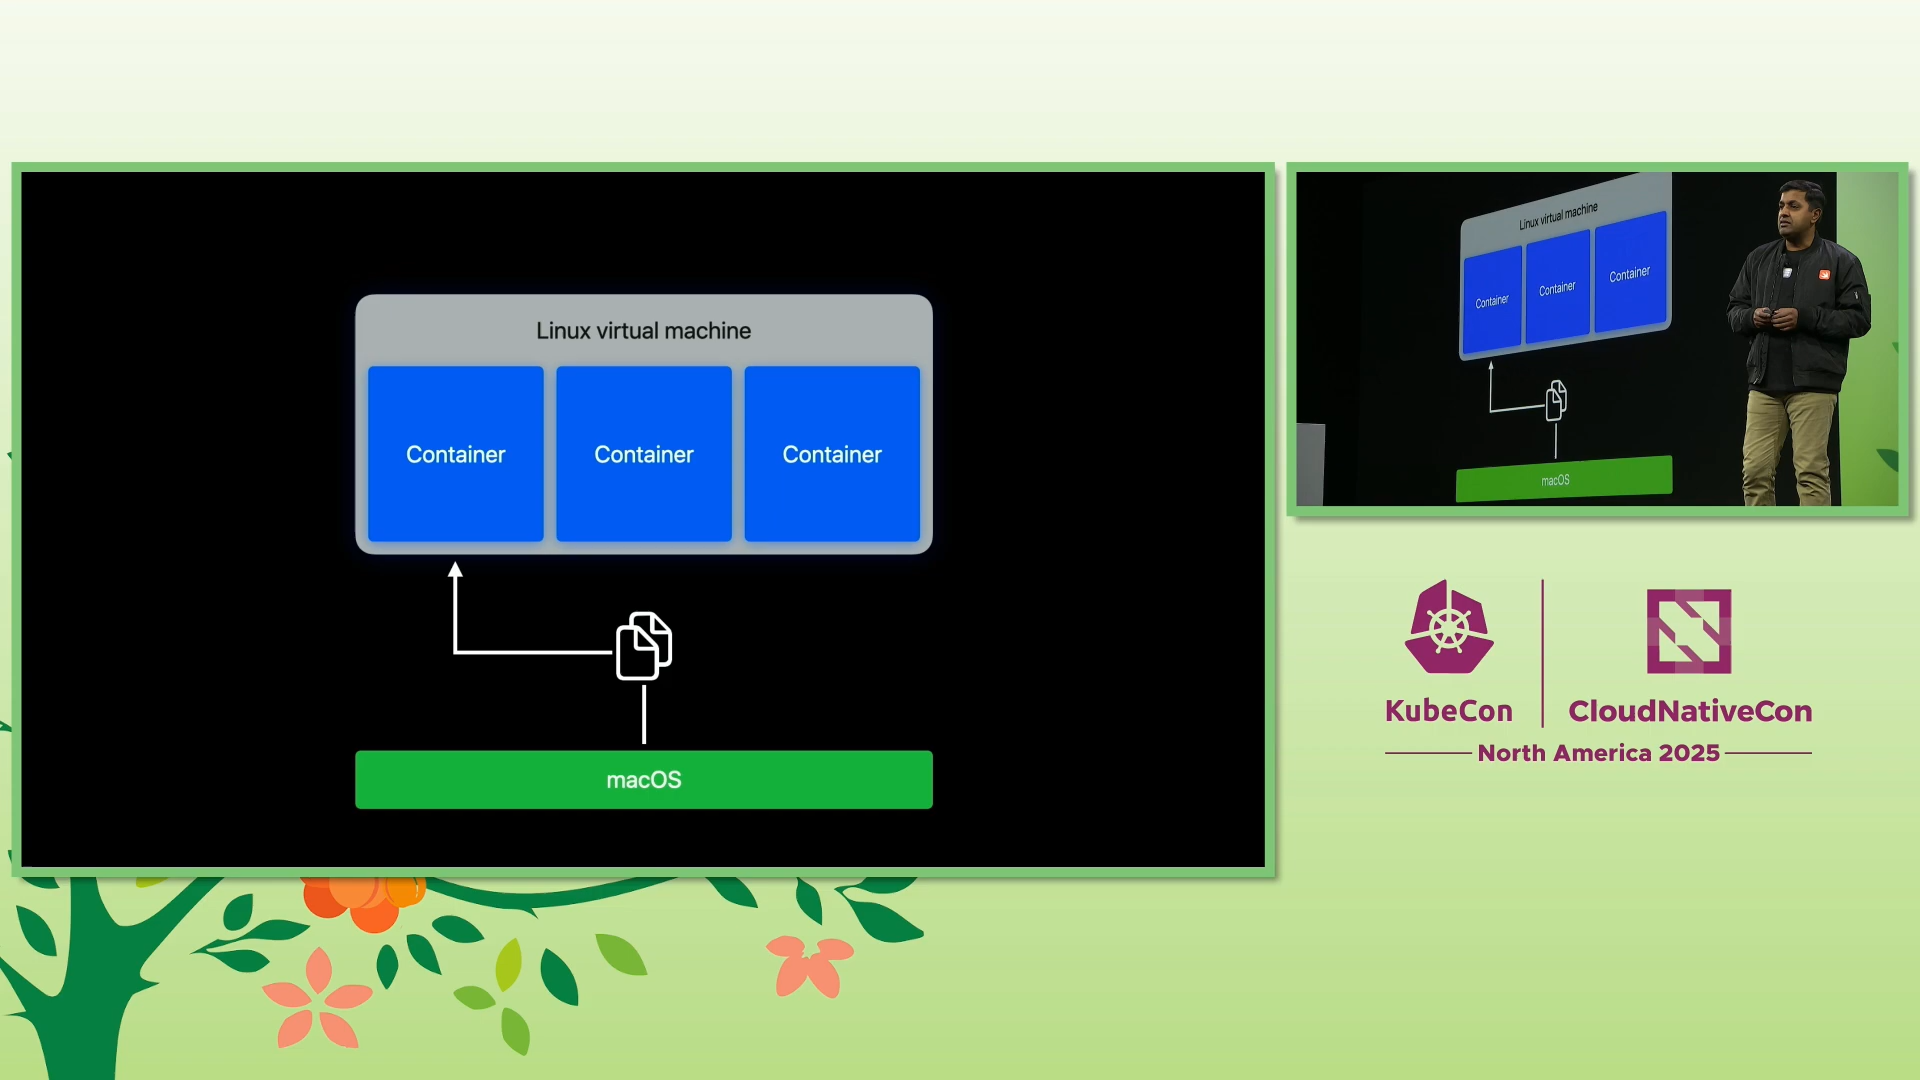 Linux virtual machine
Container Container Container
macOS
Linux virtual machine
Container Container Container
macOS
KubeCon CloudNativeCon
North America 2025